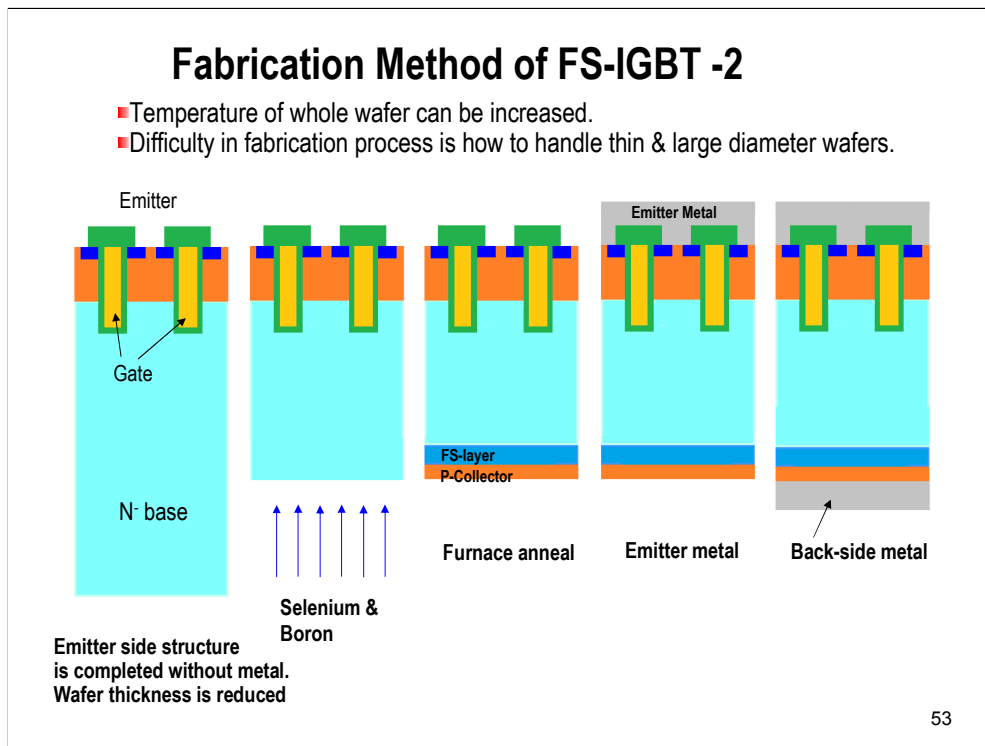 Fabrication Method of FS-IGBT -2
Temperature of whole wafer can be increased.
Difficulty in fabrication process is how to handle thin & large diameter wafers.
Emitter
Emitter Metal
Gate
FS-layer
P-Collector
N- base
Furnace anneal
Emitter metal
Back-side metal
Selenium &
Boron
Emitter side structure
is completed without metal.
Wafer thickness is reduced
53